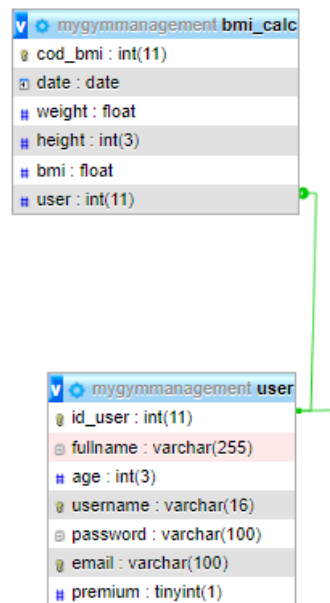 mygymmanagement bmi_calc
cod_bmi : int(11)
date : date
# weight : float
# height : int(3)
# bmi : float
# user : int(11)
mygymmanagement user
id_user : int(11)
fullname : varchar(255)
# age : int(3)
username : varchar(16)
password : varchar(100)
email : varchar(100)
# premium : tinyint(1)